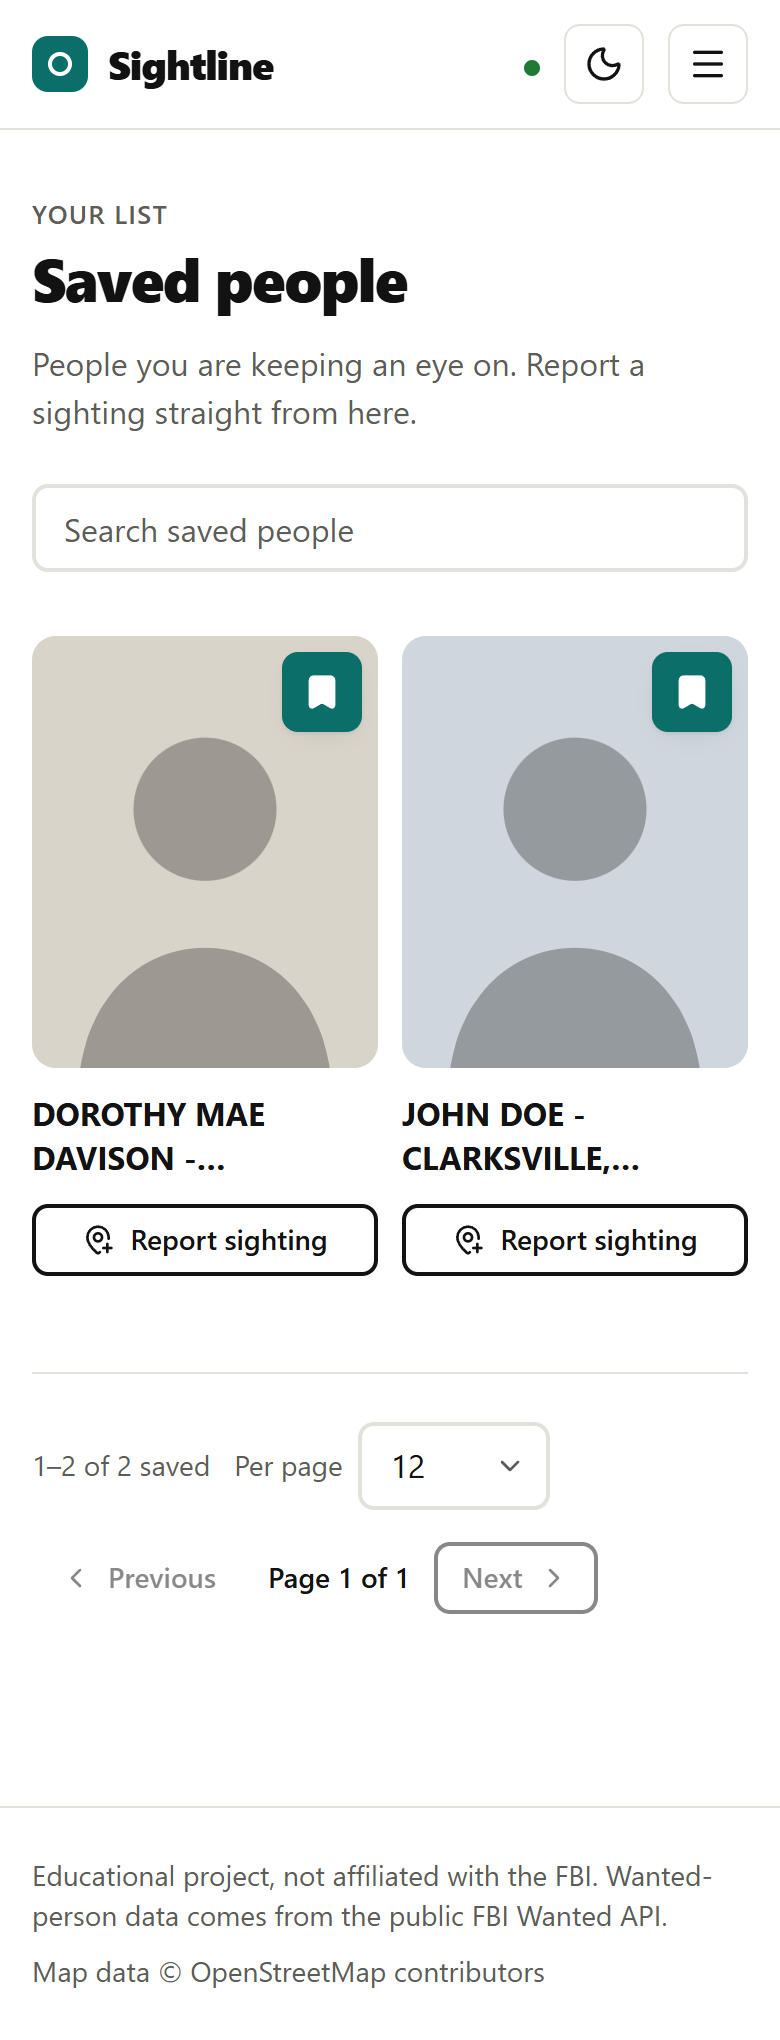 Sightline
YOUR LIST
Saved people
People you are keeping an eye on. Report a
sighting straight from here.
Search saved people
DOROTHY MAE
DAVISON -...
Report sighting
JOHN DOE -
CLARKSVILLE,...
Report sighting
1–2 of 2 saved
Per page
12
Previous
Page 1 of 1
Next
Educational project, not affiliated with the FBI. Wanted-
person data comes from the public FBI Wanted API.
Map data © OpenStreetMap contributors